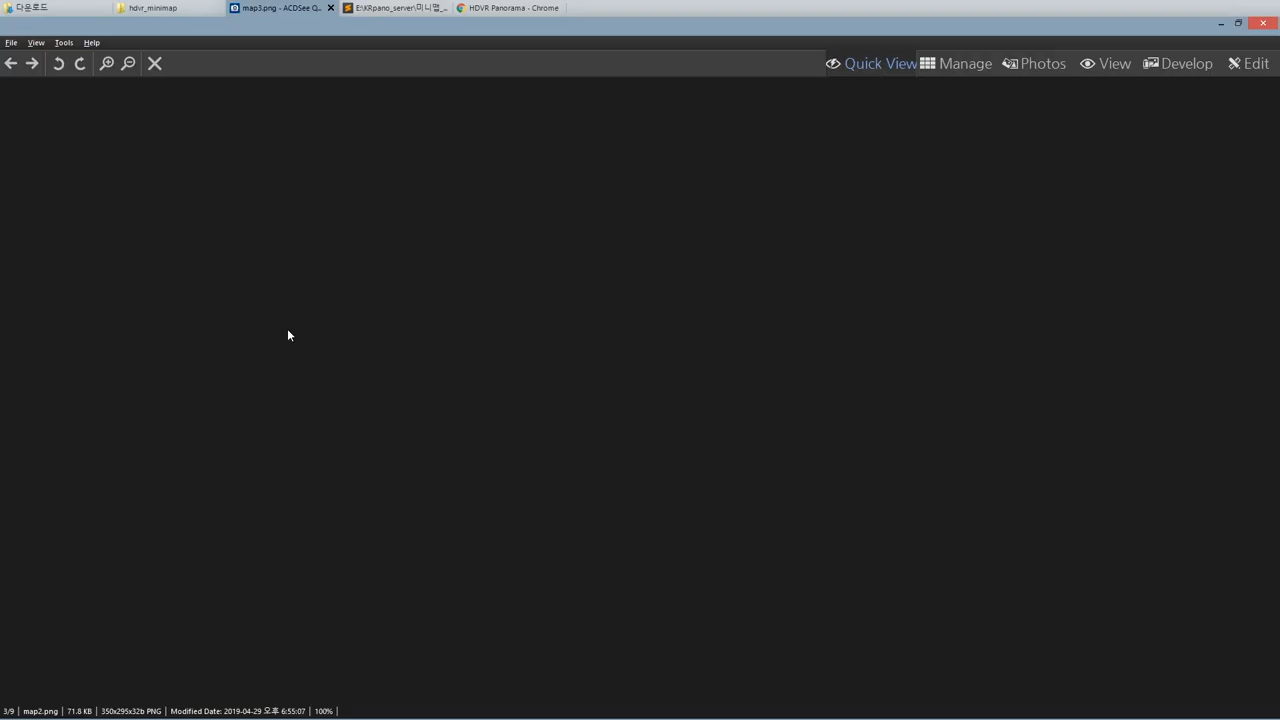 다운로드
hdvr_minimap
map3.png - ACDSee Q...
E:\KRpano_server\미니맵_...
HDVR Panorama - Chrome
File View Tools Help
Quick View Manage Photos View Develop Edit
3/9 | map2.png | 71.8 KB | 350x295x32b PNG | Modified Date: 2019-04-29 오후 6:55:07 | 100% |